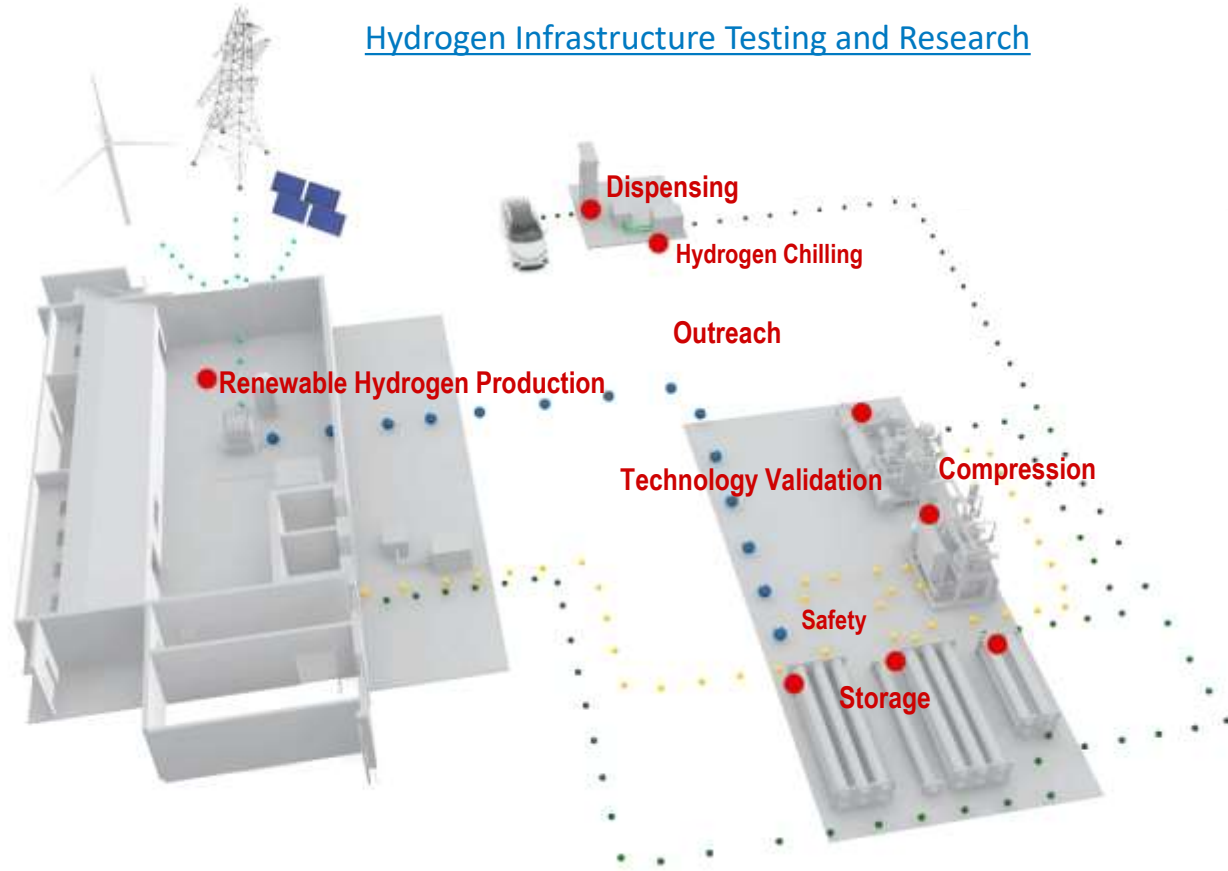 Hydrogen Infrastructure Testing and Research
Dispensing
Hydrogen Chilling
Outreach
Renewable Hydrogen Production
Technology Validation
Compression
Safety
Storage